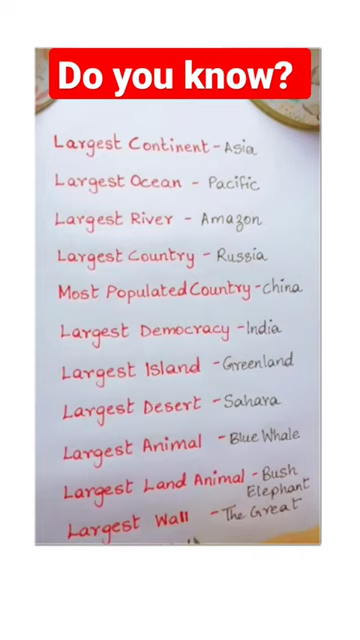 Do you know?
Largest Continent - Asia
Largest Ocean - Pacific
Largest River - Amazon
Largest Country - Russia
Most Populated Country - China
Largest Democracy - India
Largest Island - Greenland
Largest Desert - Sahara
Largest Animal - Blue Whale
Largest Land Animal - Bush
Elephant
Largest Wall - The Great